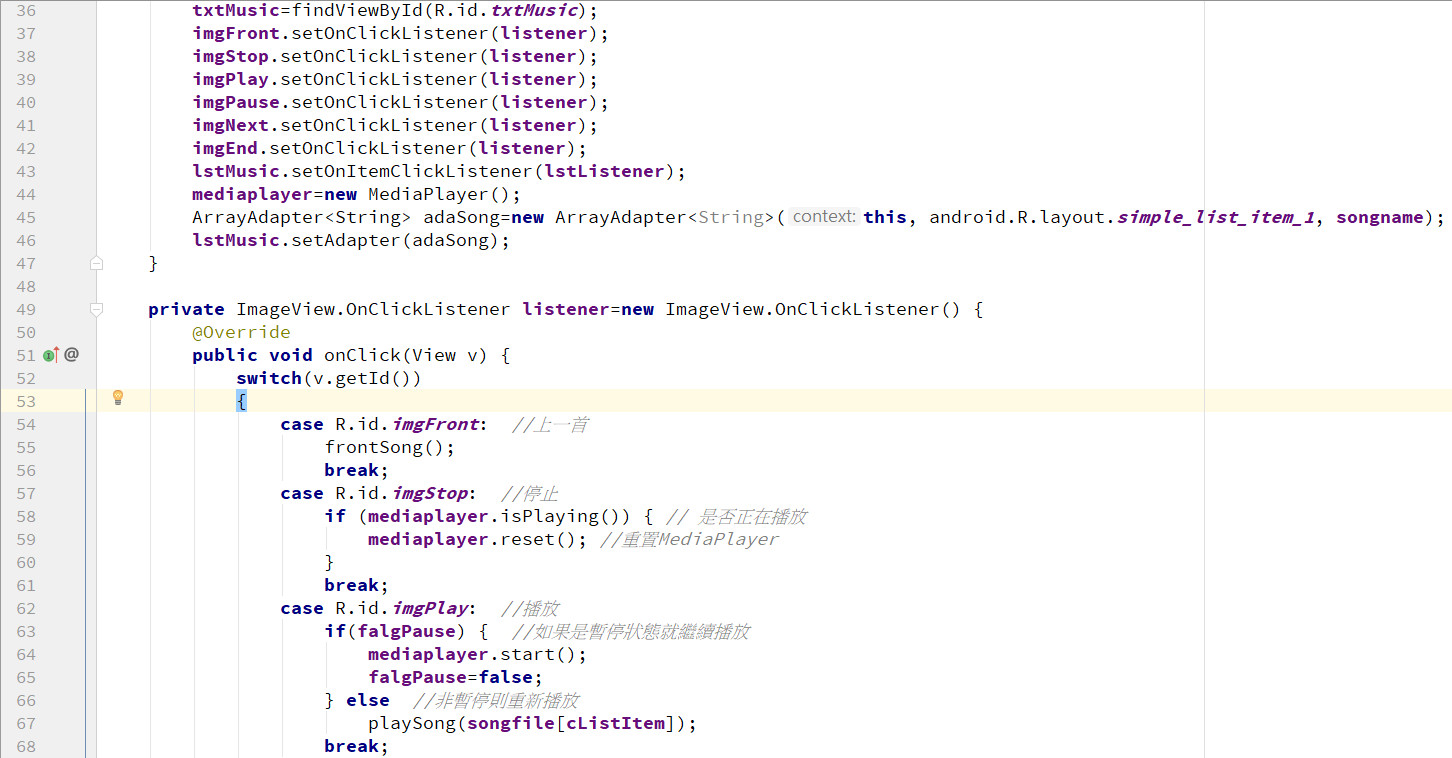 36 txtMusic=findViewById(R.id.txtMusic);
37 imgFront.setOnClickListener(listener);
38 imgStop.setOnClickListener(listener);
39 imgPlay.setOnClickListener(listener);
40 imgPause.setOnClickListener(listener);
41 imgNext.setOnClickListener(listener);
42 imgEnd.setOnClickListener(listener);
43 lstMusic.setOnItemClickListener(lstListener);
44 mediaplayer=new MediaPlayer();
45 ArrayAdapter<String> adaSong=new ArrayAdapter<String>( context: this, android.R.layout.simple_list_item_1, songname);
46 lstMusic.setAdapter(adaSong);
47 }
48
49 private ImageView.OnClickListener listener=new ImageView.OnClickListener() {
50 @Override
51 @ public void onClick(View v) {
52 switch(v.getId())
53 {
54 case R.id.imgFront: //上一首
55 frontSong();
56 break;
57 case R.id.imgStop: //停止
58 if (mediaplayer.isPlaying()) { // 是否正在播放
59 mediaplayer.reset(); //重置MediaPlayer
60 }
61 break;
62 case R.id.imgPlay: //播放
63 if(falgPause) { //如果是暫停狀態就繼續播放
64 mediaplayer.start();
65 falgPause=false;
66 } else //非暫停則重新播放
67 playSong(songfile[cListItem]);
68 break;